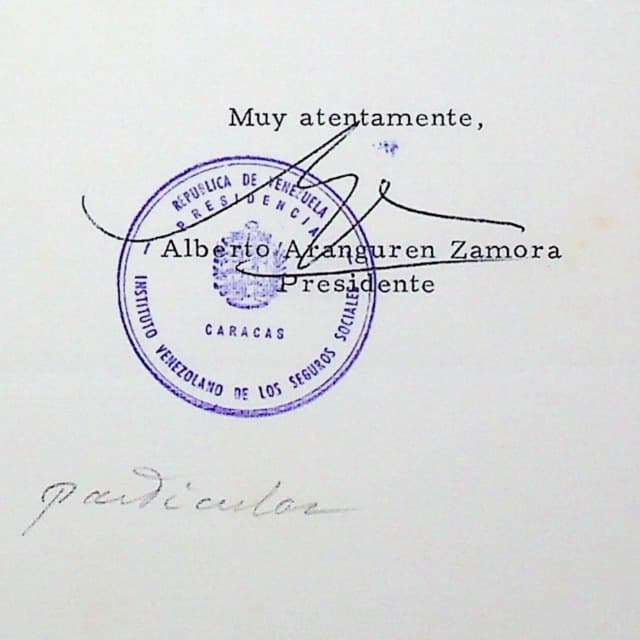 Muy atentamente,
REPUBLICA DE VENEZUELA
PRESIDENCIA
Alberto Aranguren Zamora
Presidente
CARACAS
INSTITUTO VENEZOLANO DE LOS SEGUROS SOCIALES
particular